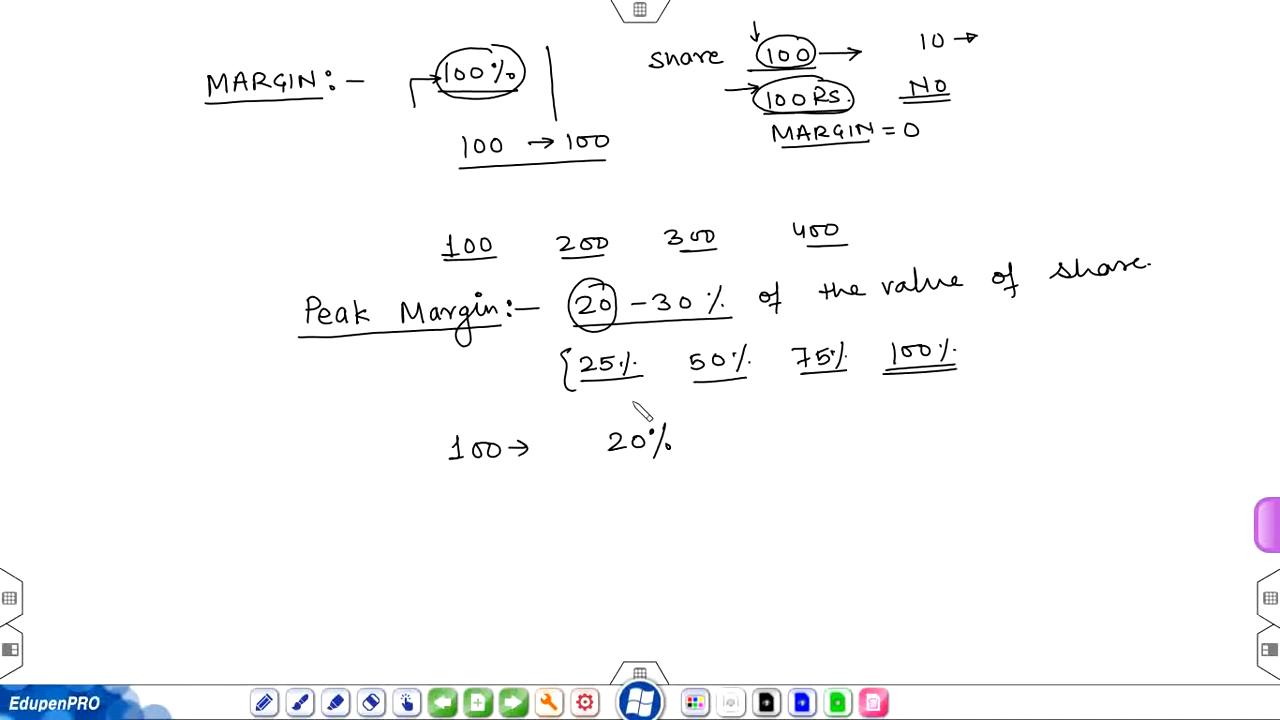 MARGIN:- 100% share 100 → 10 →
100 RS. NO
100 → 100 MARGIN = 0
100 200 300 400
Peak Margin:- 20 - 30% of the value of share.
{25% 50% 75% 100%
100 → 20%
EdupenPRO